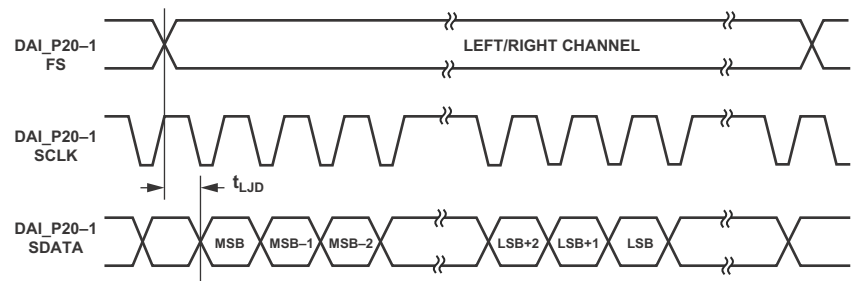 DAI_P20–1
FS
LEFT/RIGHT CHANNEL
DAI_P20–1
SCLK
tLJD
DAI_P20–1
SDATA
MSB
MSB–1
MSB–2
LSB+2
LSB+1
LSB